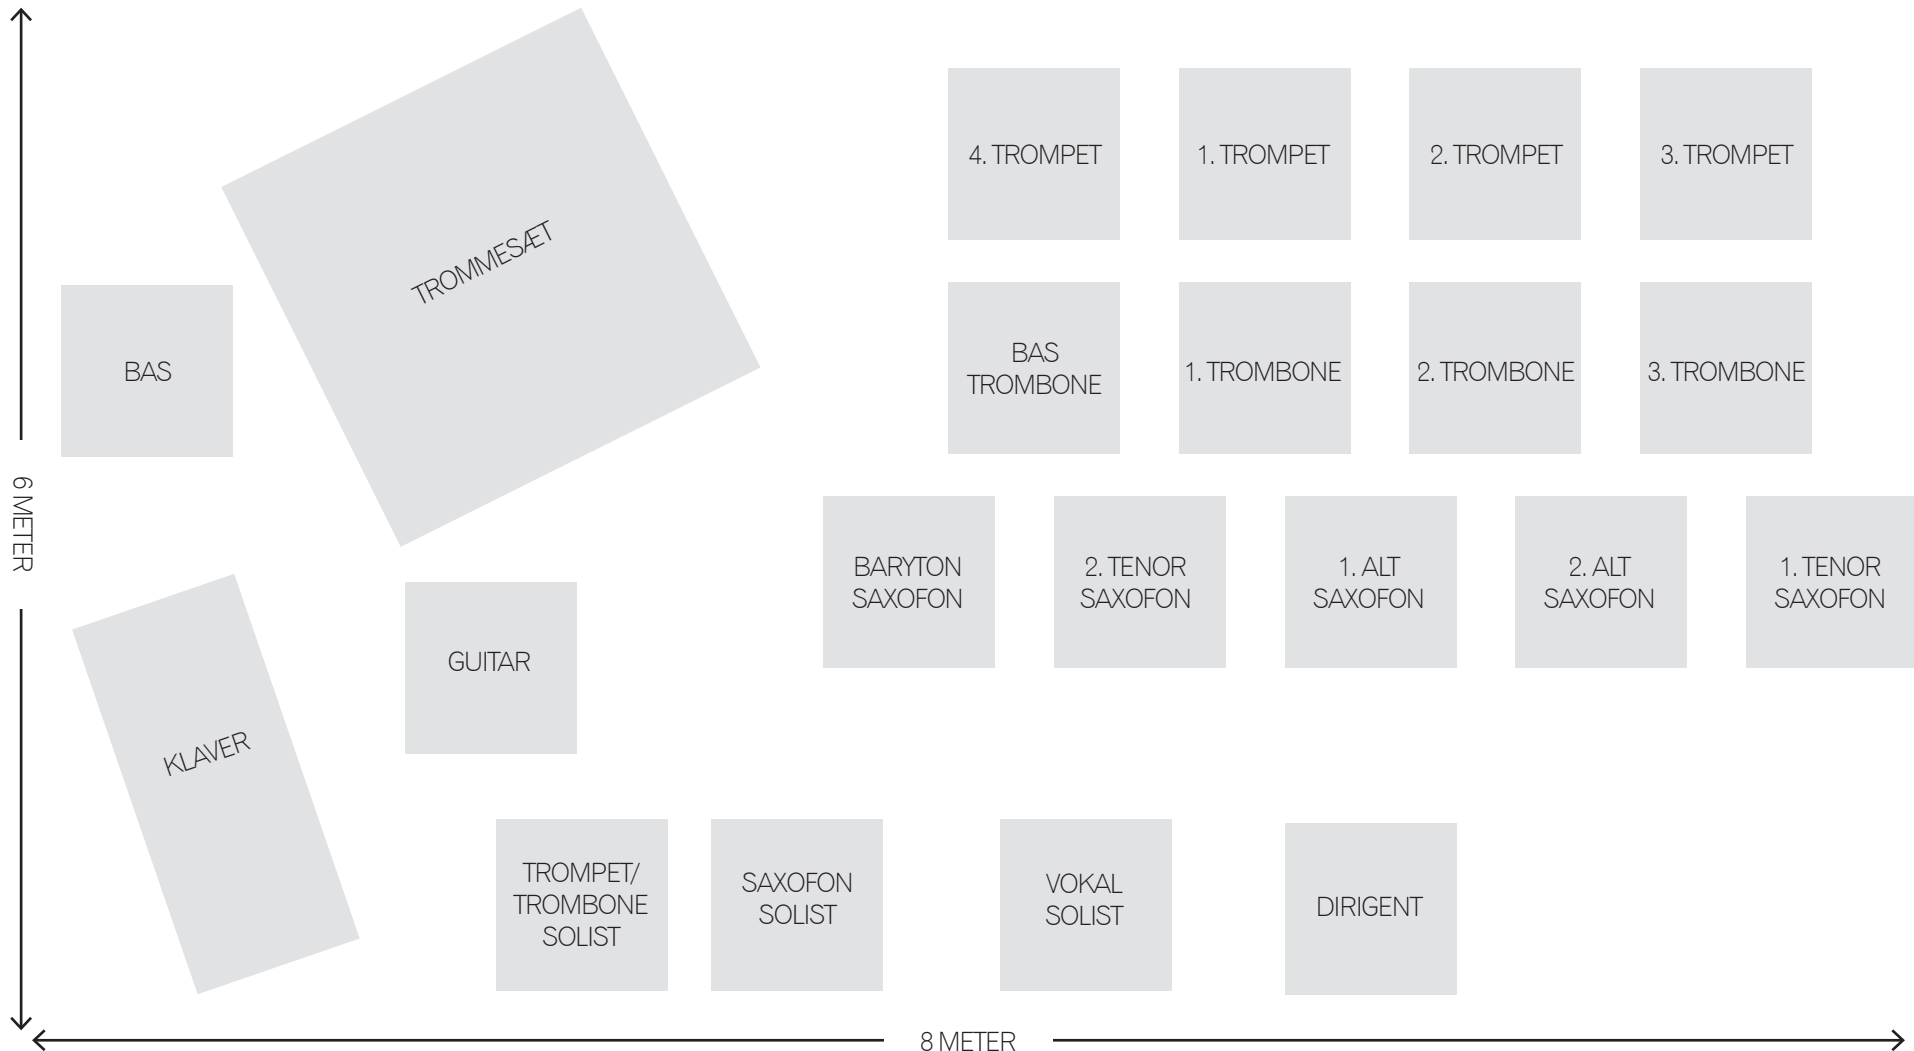 4. TROMPET
1. TROMPET
2. TROMPET
3. TROMPET
TROMMESÆT
BAS
BAS
TROMBONE
1. TROMBONE
2. TROMBONE
3. TROMBONE
6 METER
BARYTON
SAXOFON
2. TENOR
SAXOFON
1. ALT
SAXOFON
2. ALT
SAXOFON
1. TENOR
SAXOFON
GUITAR
KLAVER
TROMPET/
TROMBONE
SOLIST
SAXOFON
SOLIST
VOKAL
SOLIST
DIRIGENT
8 METER